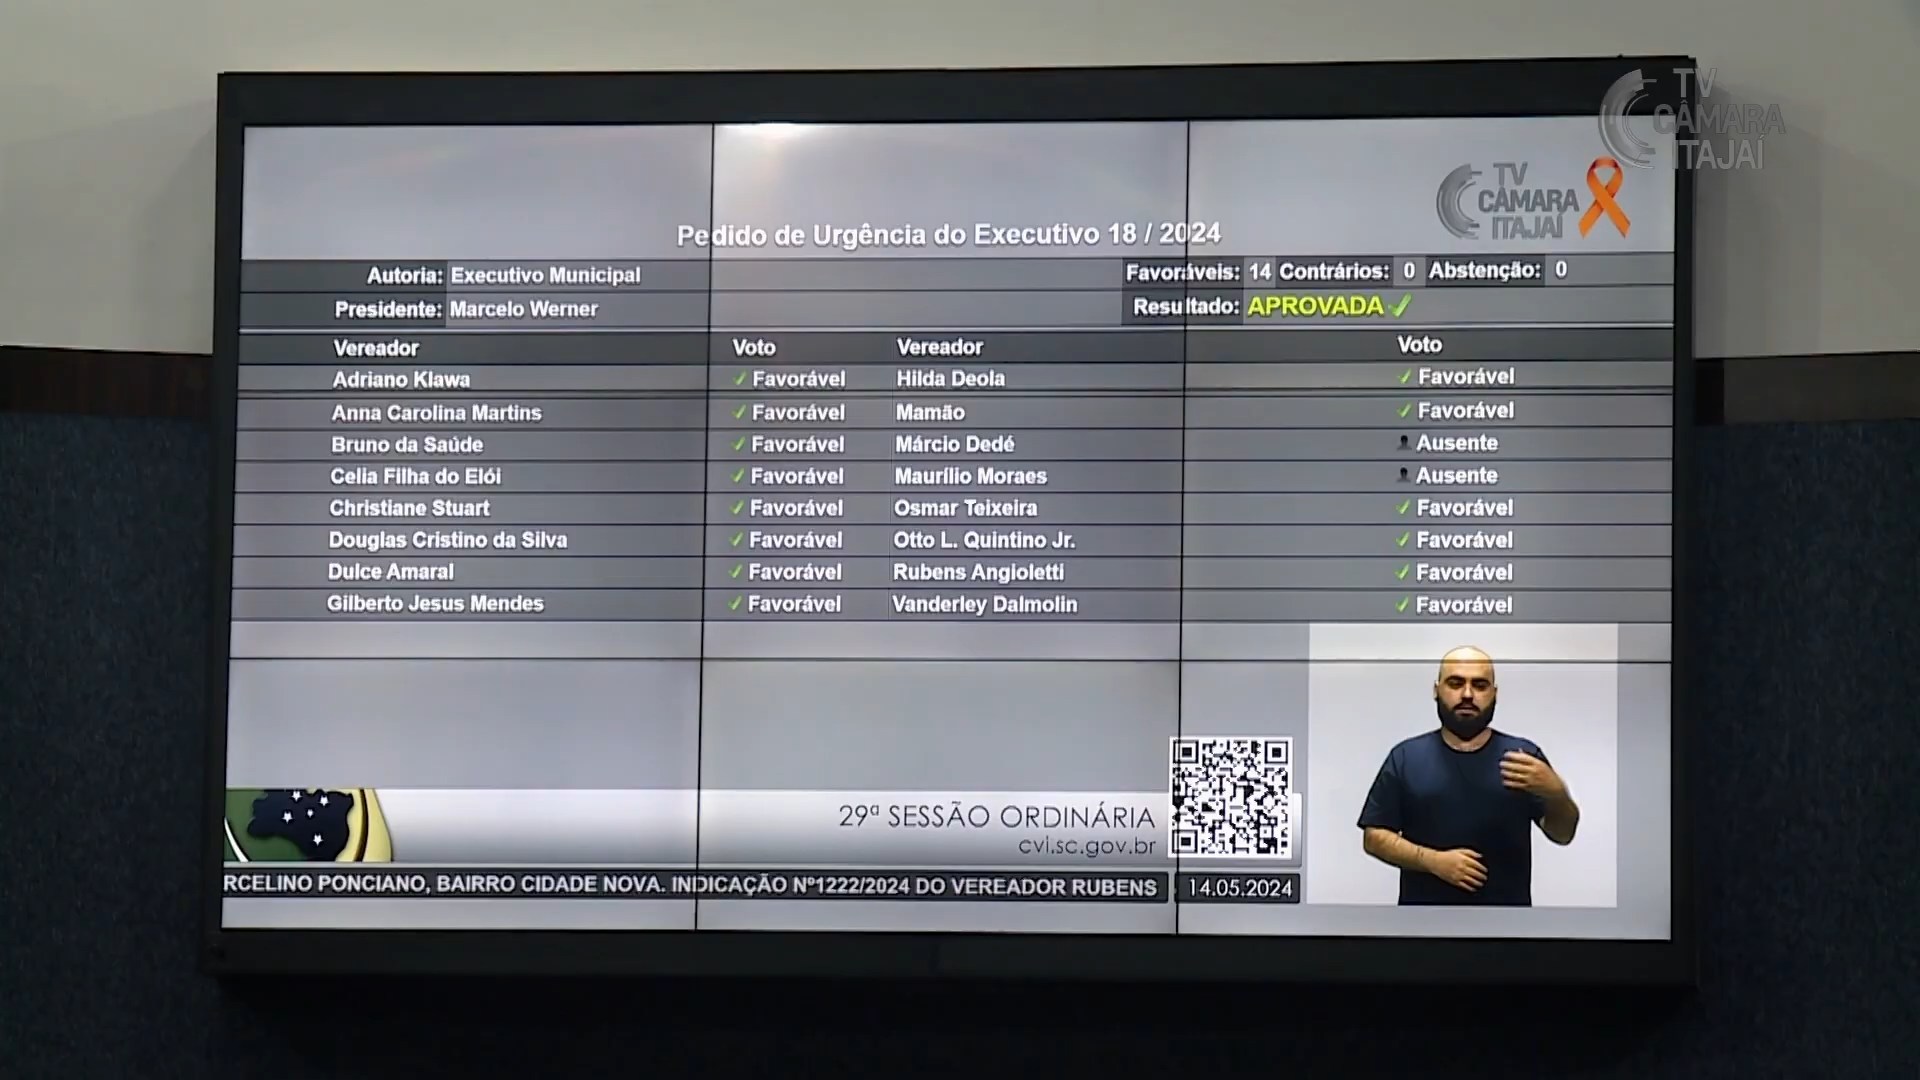 TV
CÂMARA
ITAJAÍ
TV
CÂMARA
ITAJAÍ
Pedido de Urgência do Executivo 18 / 2024
Autoria: Executivo Municipal
Favoráveis: 14 Contrários: 0 Abstenção: 0
Presidente: Marcelo Werner
Resultado: APROVADA
Vereador Voto Vereador Voto
Adriano Klawa Favorável Hilda Deola Favorável
Anna Carolina Martins Favorável Mamão Favorável
Bruno da Saúde Favorável Márcio Dedé Ausente
Celia Filha do Elói Favorável Maurílio Moraes Ausente
Christiane Stuart Favorável Osmar Teixeira Favorável
Douglas Cristino da Silva Favorável Otto L. Quintino Jr. Favorável
Dulce Amaral Favorável Rubens Angioletti Favorável
Gilberto Jesus Mendes Favorável Vanderley Dalmolin Favorável
29ª SESSÃO ORDINÁRIA
cvi.sc.gov.br
RCELINO PONCIANO, BAIRRO CIDADE NOVA. INDICAÇÃO Nº1222/2024 DO VEREADOR RUBENS
14.05.2024